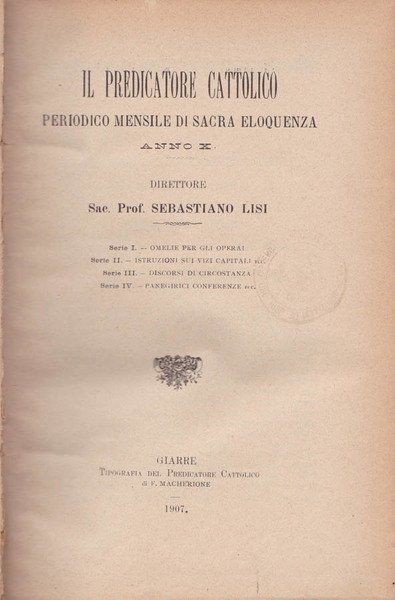 IL PREDICATORE CATTOLICO
PERIODICO MENSILE DI SACRA ELOQUENZA
ANNO X
DIRETTORE
Sac. Prof. SEBASTIANO LISI
Serie I. — OMELIE PER GLI OPERAI
Serie II. — ISTRUZIONI SUI VIZI CAPITALI ecc.
Serie III. — DISCORSI DI CIRCOSTANZA
Serie IV. — PANEGIRICI CONFERENZE ecc.
GIARRE
TIPOGRAFIA DEL PREDICATORE CATTOLICO
di F. MACHERIONE
1907.